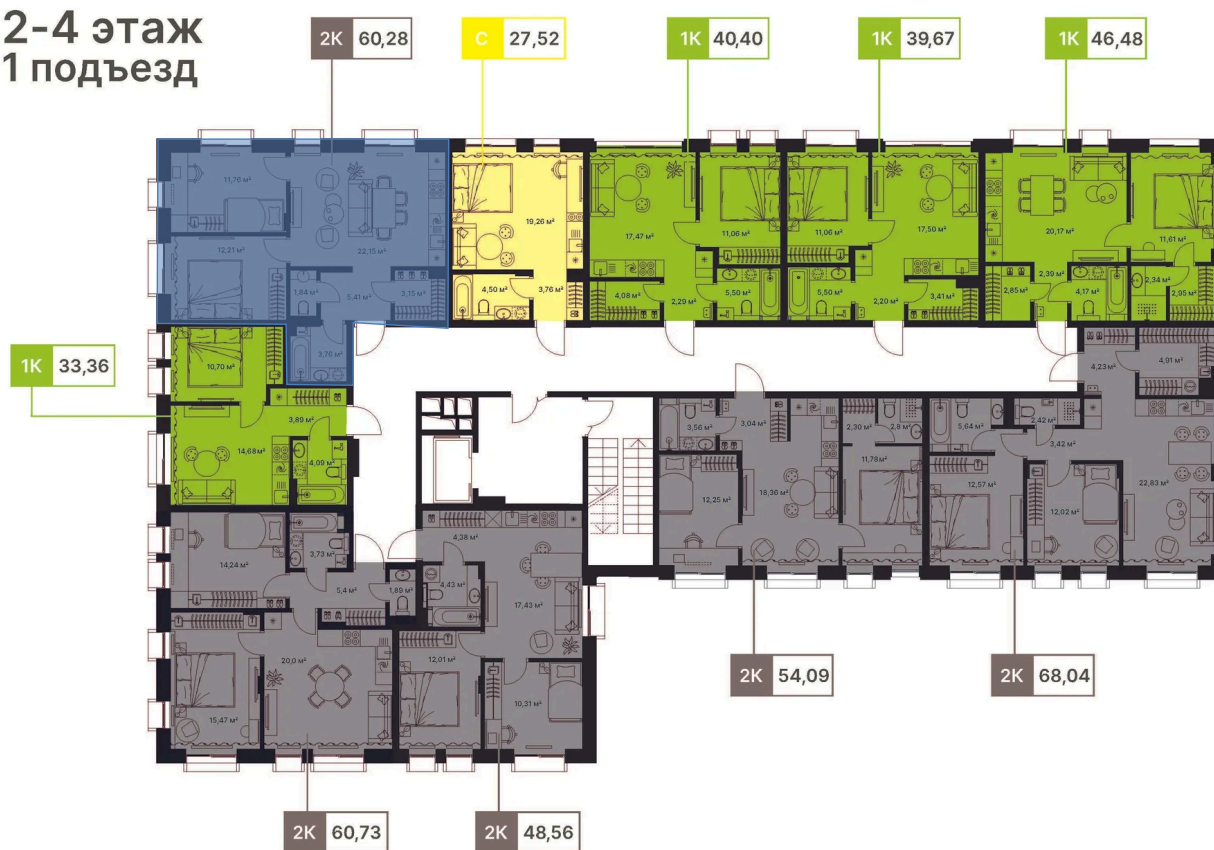 2-4 этаж
1 подъезд
2К 60,28
С 27,52
1К 40,40
1К 39,67
1К 46,48
11,78 м²
12,21 м²
22,15 м²
1,64 м²
5,41 м²
3,15 м²
3,76 м²
19,26 м²
4,50 м²
3,76 м²
17,47 м²
11,06 м²
4,08 м²
2,29 м²
5,50 м²
11,06 м²
17,50 м²
5,50 м²
2,20 м²
3,41 м²
20,17 м²
11,61 м²
2,39 м²
2,85 м²
4,17 м²
2,34 м²
2,95 м²
1К 33,36
10,70 м²
3,89 м²
14,68 м²
4,09 м²
4,23 м²
4,91 м²
3,56 м²
3,04 м²
2,30 м²
2,8 м²
5,64 м²
2,42 м²
3,42 м²
12,25 м²
18,36 м²
11,78 м²
12,57 м²
12,02 м²
22,83 м²
14,24 м²
3,73 м²
5,4 м²
1,89 м²
4,38 м²
4,43 м²
17,43 м²
15,47 м²
20,0 м²
12,01 м²
10,31 м²
2К 54,09
2К 68,04
2К 60,73
2К 48,56